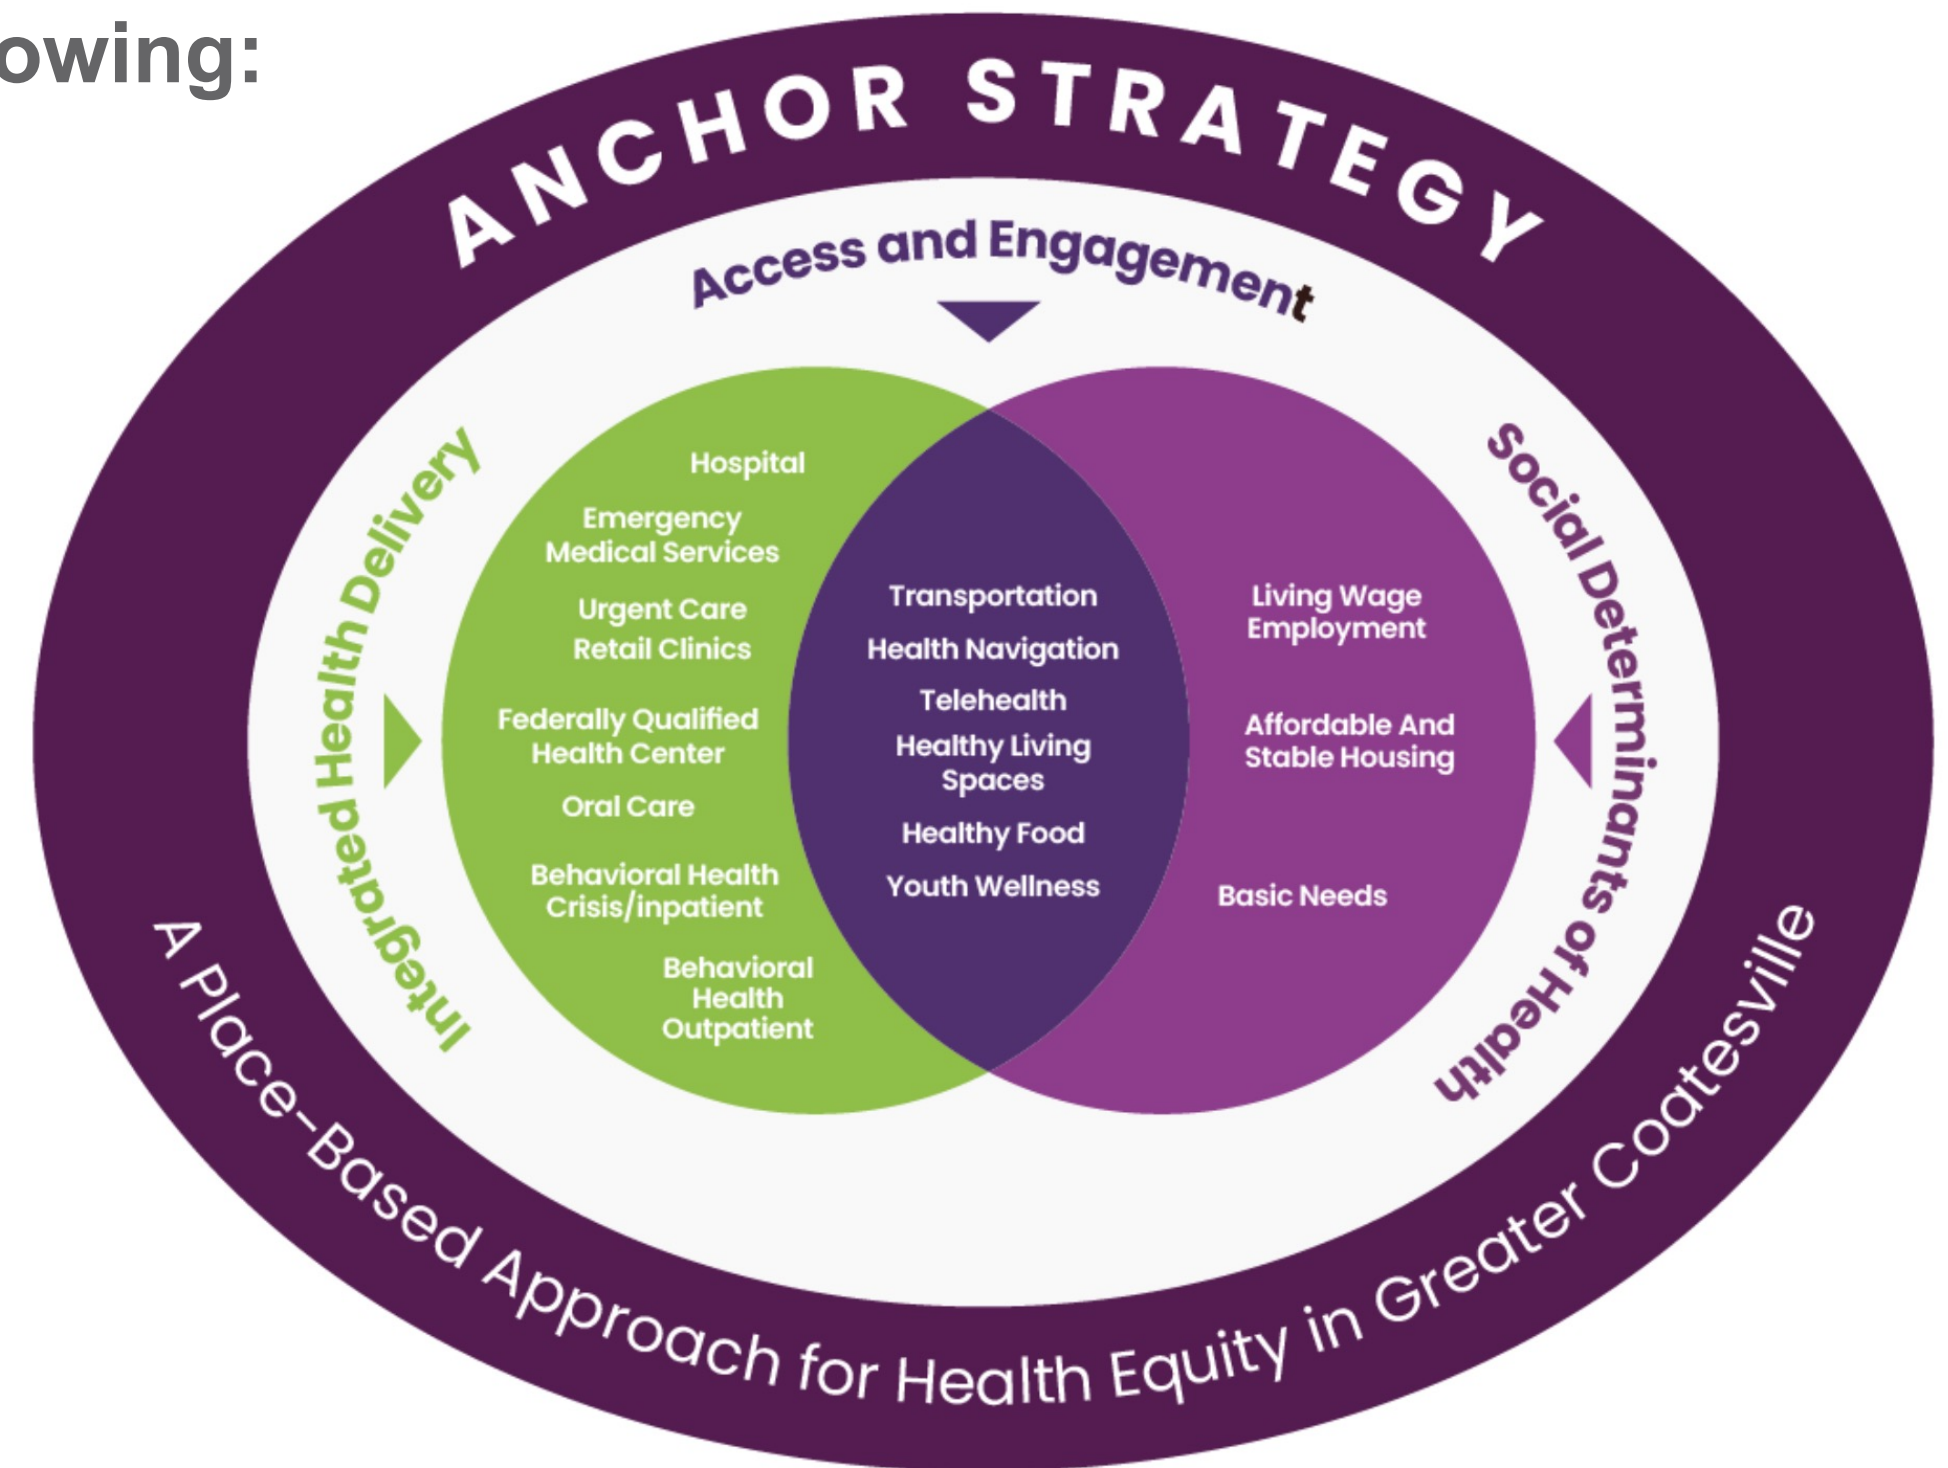 owing:
ANCHOR STRATEGY
Access and Engagement
Integrated Health Delivery
Hospital
Emergency
Medical Services
Urgent Care
Retail Clinics
Federally Qualified
Health Center
Oral Care
Behavioral Health
Crisis/inpatient
Behavioral
Health
Outpatient
Transportation
Health Navigation
Telehealth
Healthy Living
Spaces
Healthy Food
Youth Wellness
Living Wage
Employment
Affordable And
Stable Housing
Basic Needs
Social Determinants of Health
A Place-Based Approach for Health Equity in Greater Coatesville